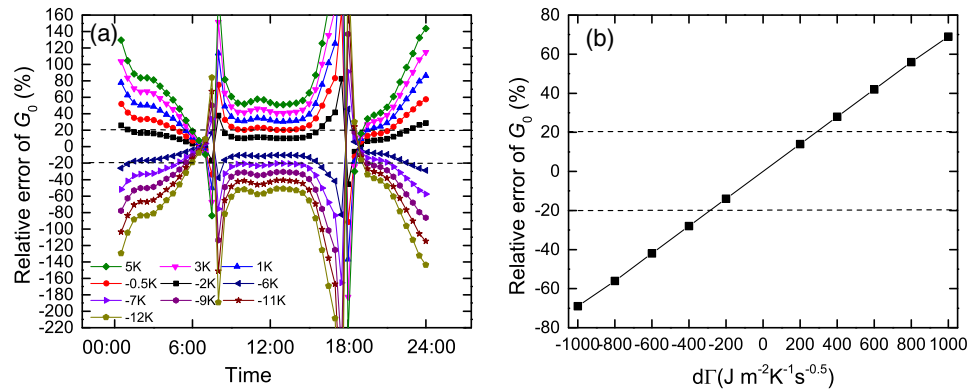 (a)
Relative error of G0 (%)
160
140
120
100
80
60
40
20
0
-20
-40
-60
-80
-100
-120
-140
-160
-180
-200
-220
5K 3K 1K
-0.5K -2K -6K
-7K -9K -11K
-12K
00:00 6:00 12:00 18:00 24:00
Time
(b)
Relative error of G0 (%)
80
60
40
20
0
-20
-40
-60
-80
-1000 -800 -600 -400 -200 0 200 400 600 800 1000
dΓ(J m-2K-1s-0.5)